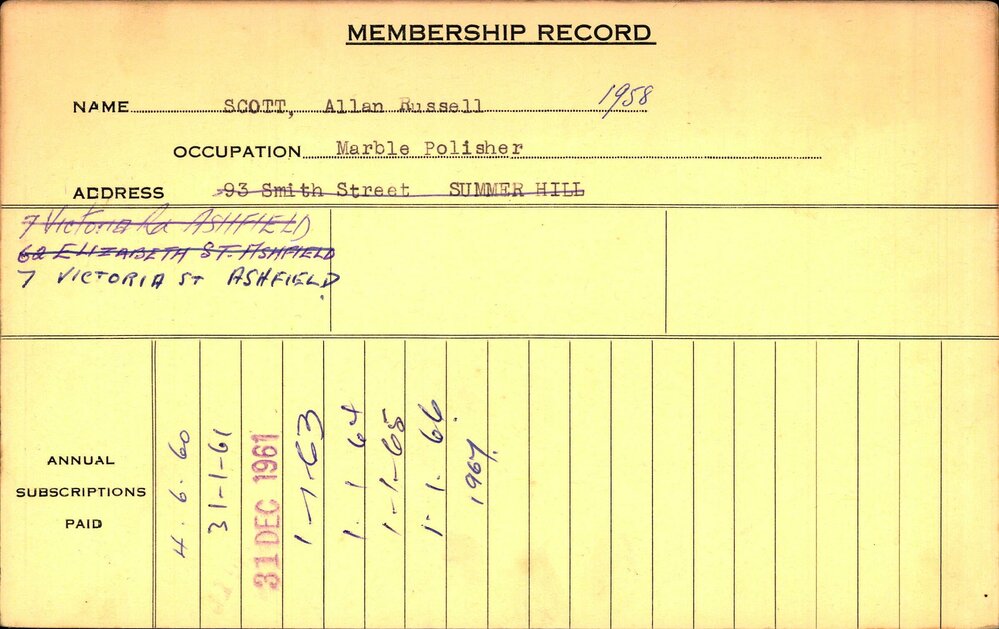 MEMBERSHIP RECORD
NAME SCOTT, Allan Russell 1958
OCCUPATION Marble Polisher
ADDRESS 93 Smith Street SUMMER HILL
7 Victoria Rd ASHFIELD
62 ELIZABETH ST. ASHFIELD
7 VICTORIA ST ASHFIELD
ANNUAL
SUBSCRIPTIONS
PAID
4.6.60
31-1-61
31 DEC 1961
1-1-63
1.1.64
1-1-65
1-1.66
1967.